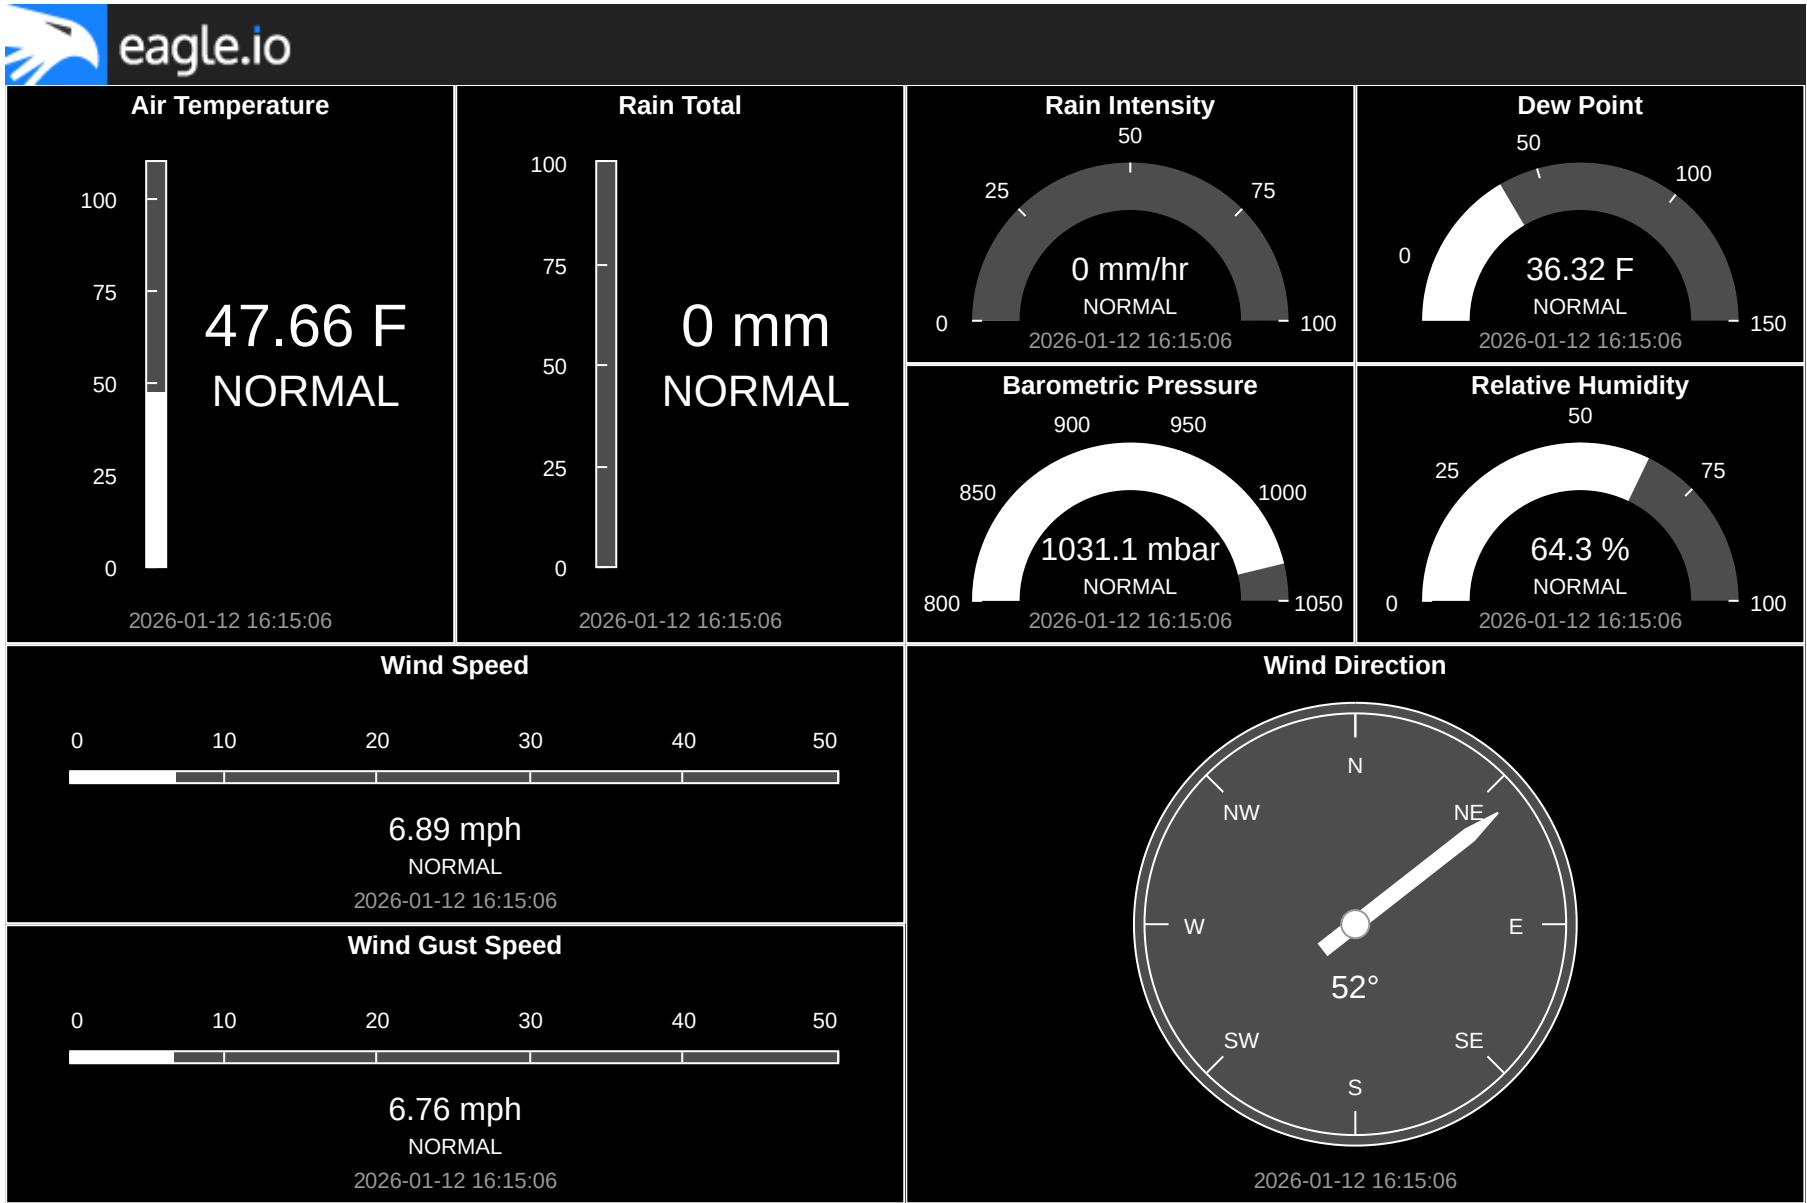 eagle.io
Air Temperature
100
75
50
25
0
47.66 F
NORMAL
2026-01-12 16:15:06
Rain Total
100
75
50
25
0
0 mm
NORMAL
2026-01-12 16:15:06
Rain Intensity
50
25
75
0
100
0 mm/hr
NORMAL
2026-01-12 16:15:06
Dew Point
50
100
0
150
36.32 F
NORMAL
2026-01-12 16:15:06
Barometric Pressure
900
950
850
1000
800
1050
1031.1 mbar
NORMAL
2026-01-12 16:15:06
Relative Humidity
50
25
75
0
100
64.3 %
NORMAL
2026-01-12 16:15:06
Wind Speed
0 10 20 30 40 50
6.89 mph
NORMAL
2026-01-12 16:15:06
Wind Gust Speed
0 10 20 30 40 50
6.76 mph
NORMAL
2026-01-12 16:15:06
Wind Direction
N
NW
NE
W
E
52°
SW
SE
S
2026-01-12 16:15:06